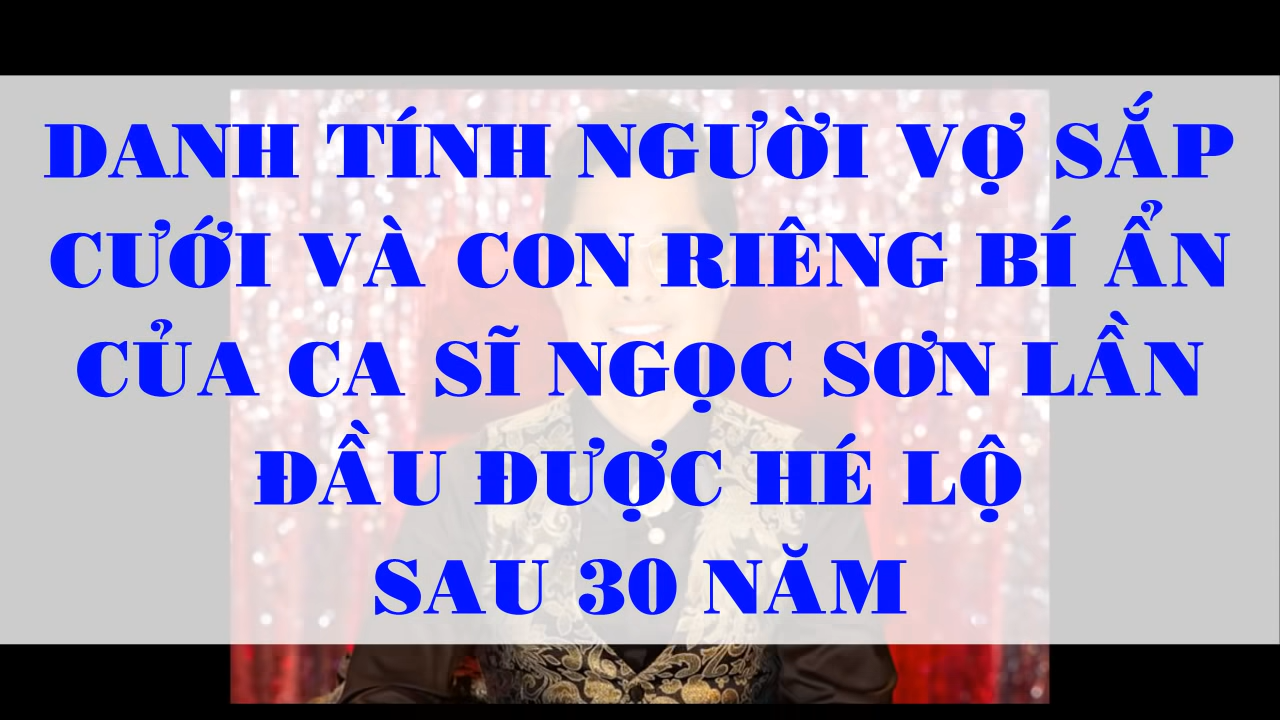 DANH TÍNH NGƯỜI VỢ SẮP
CƯỚI VÀ CON RIÊNG BÍ ẨN
CỦA CA SĨ NGỌC SƠN LẦN
ĐẦU ĐƯỢC HÉ LỘ
SAU 30 NĂM